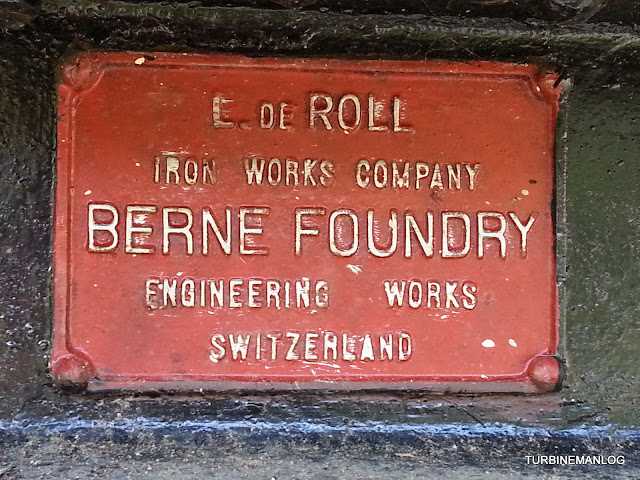 L. DE ROLL
IRON WORKS COMPANY
BERNE FOUNDRY
ENGINEERING WORKS
SWITZERLAND
TURBINEMANLOG